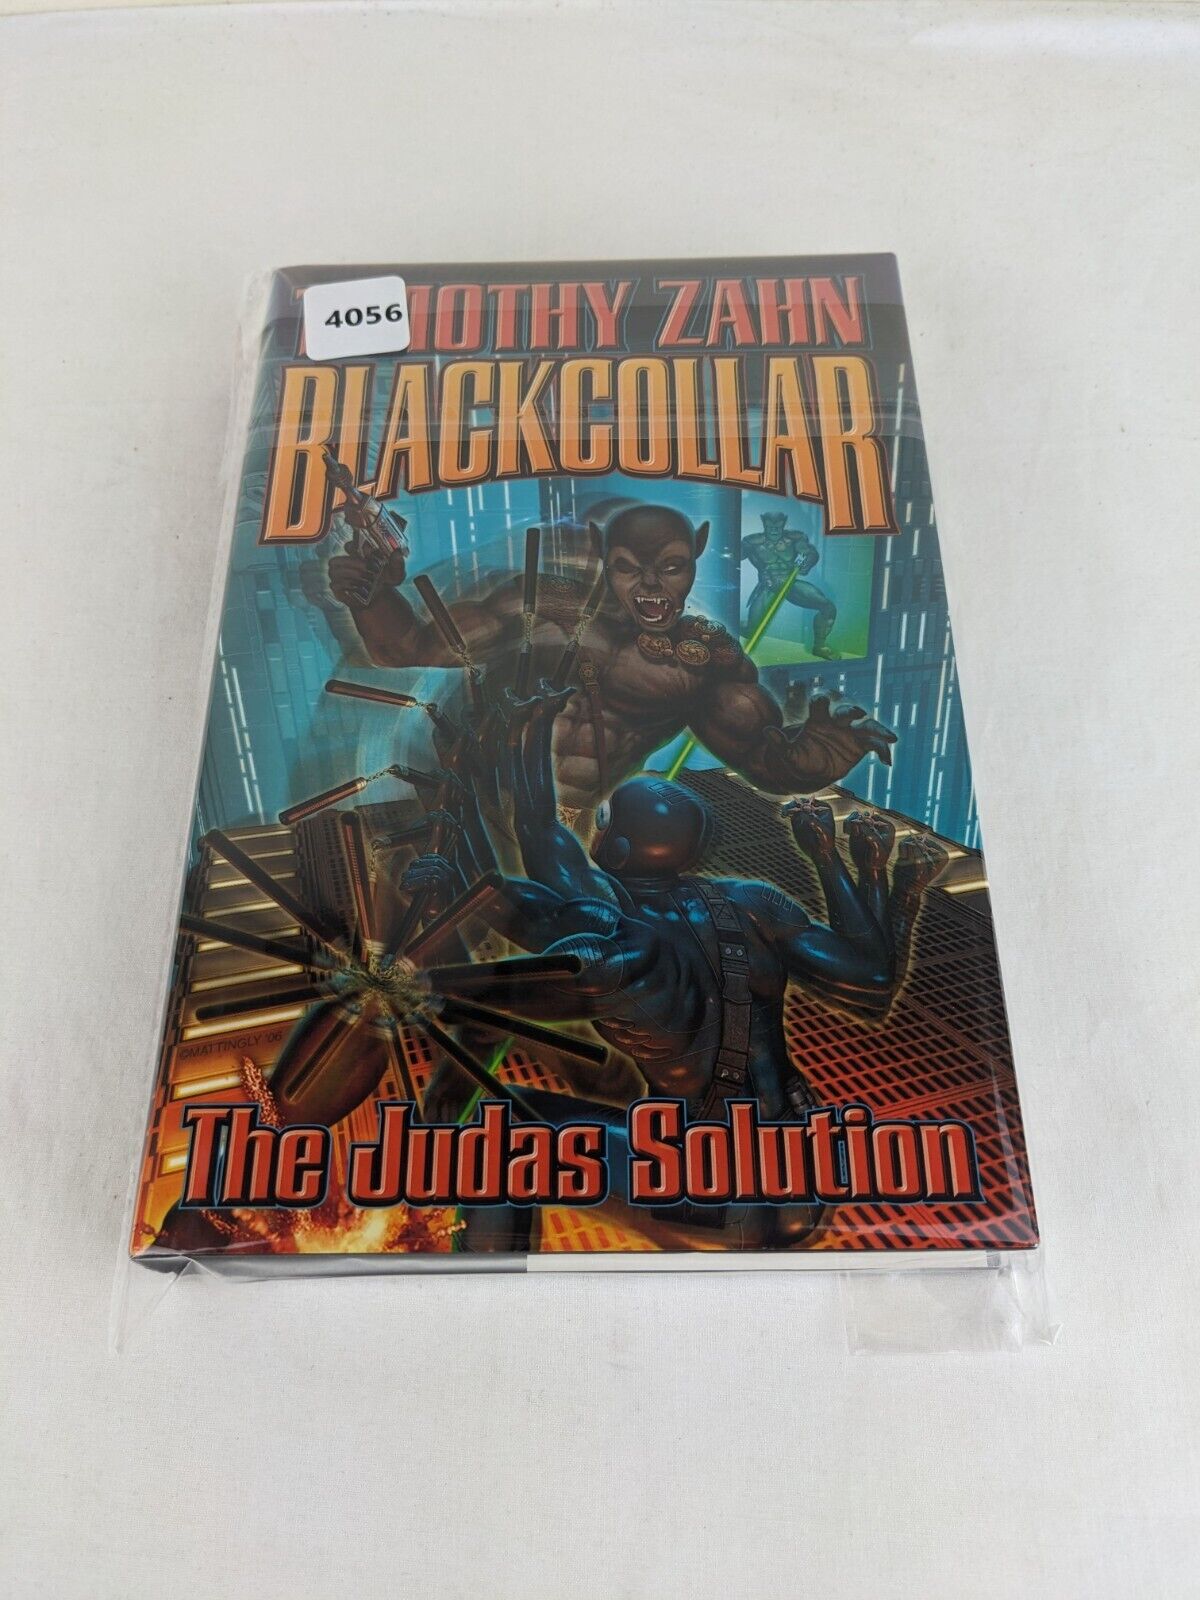 4056
TIMOTHY ZAHN
BLACKCOLLAR
©MATTINGLY '06
The Judas Solution